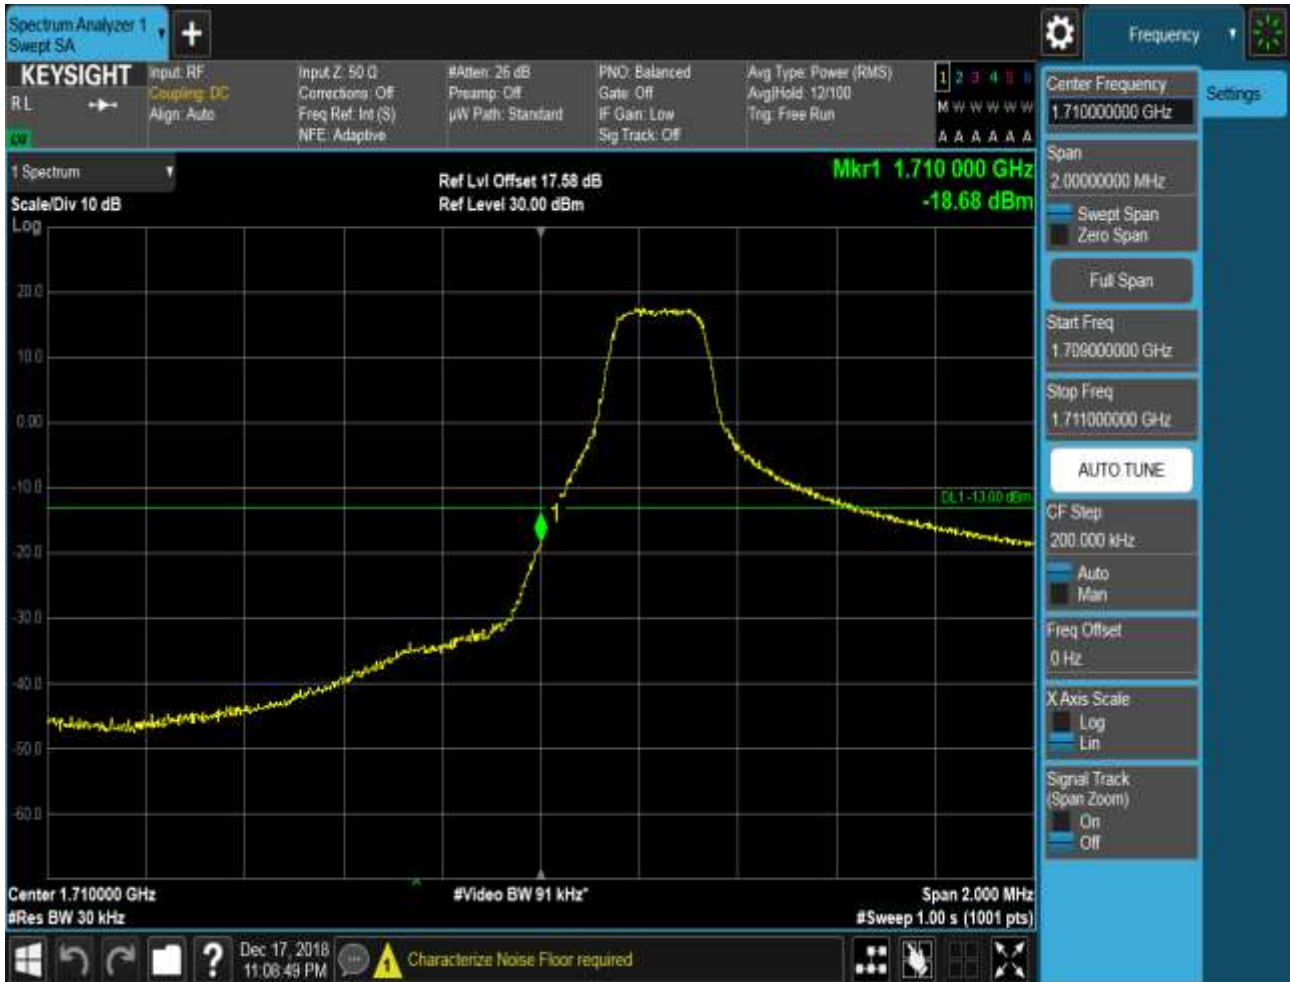 Spectrum Analyzer 1
Swept SA
+
Frequency
KEYSIGHT
RL
LW
Input: RF
Coupling: DC
Align: Auto
Input Z: 50 Ω
Corrections: Off
Freq Ref: Int (S)
NFE: Adaptive
#Atten: 26 dB
Preamp: Off
µW Path: Standard
PNO: Balanced
Gate: Off
IF Gain: Low
Sig Track: Off
Avg Type: Power (RMS)
Avg|Hold: 12/100
Trig: Free Run
1 2 3 4 5 6
M W W W W W
A A A A A A
1 Spectrum
Scale/Div 10 dB
Log
Ref Lvl Offset 17.58 dB
Ref Level 30.00 dBm
Mkr1 1.710 000 GHz
-18.68 dBm
20.0
10.0
0.00
-10.0
-20.0
-30.0
-40.0
-50.0
-60.0
DL1 -13.00 dBm
1
Center 1.710000 GHz
#Res BW 30 kHz
#Video BW 91 kHz*
Span 2.000 MHz
#Sweep 1.00 s (1001 pts)
Center Frequency
1.710000000 GHz
Settings
Span
2.00000000 MHz
Swept Span
Zero Span
Full Span
Start Freq
1.709000000 GHz
Stop Freq
1.711000000 GHz
AUTO TUNE
CF Step
200.000 kHz
Auto
Man
Freq Offset
0 Hz
X Axis Scale
Log
Lin
Signal Track
(Span Zoom)
On
Off
?
Dec 17, 2018
11:08:49 PM
Characterize Noise Floor required